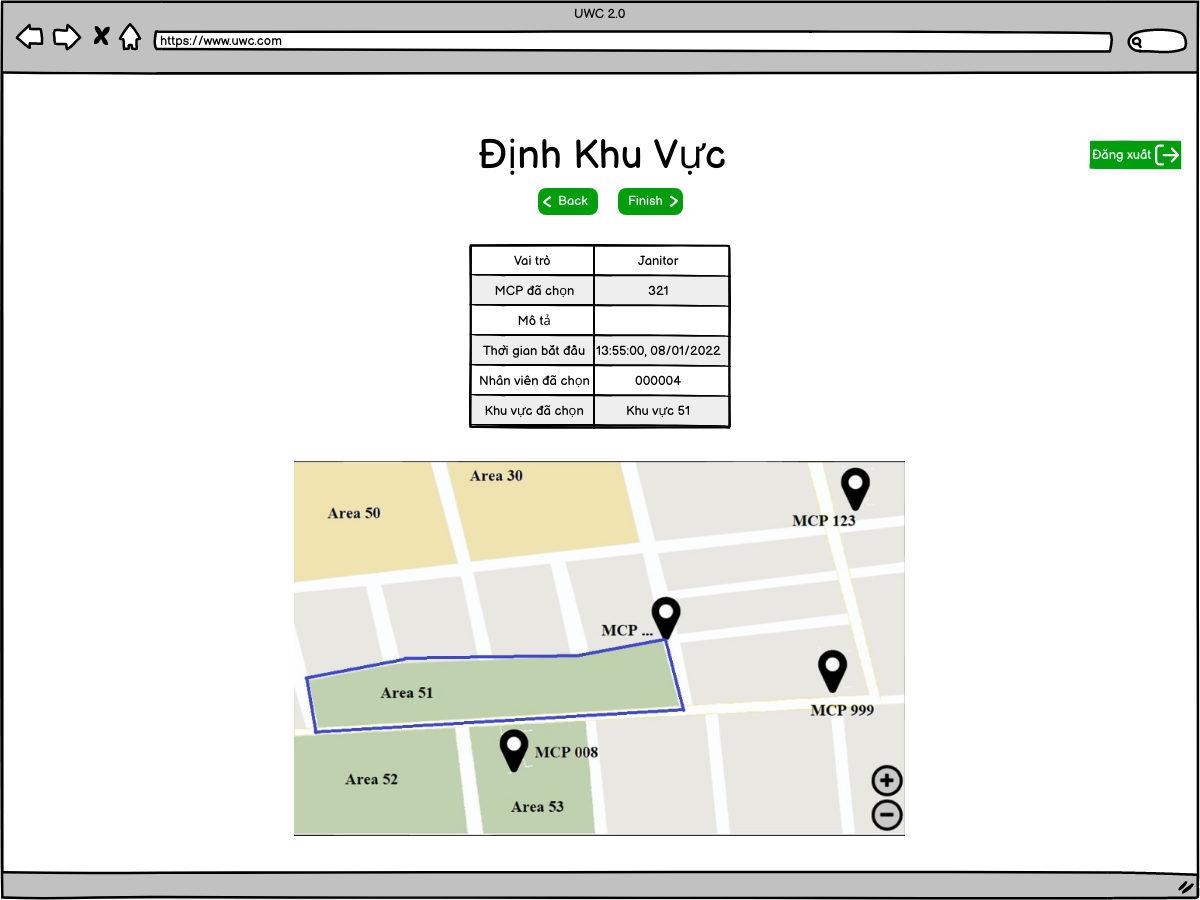 UWC 2.0
https://www.uwc.com
Định Khu Vực
Đăng xuất
Back
Finish
Vai trò Janitor
MCP đã chọn 321
Mô tả
Thời gian bắt đầu 13:55:00, 08/01/2022
Nhân viên đã chọn 000004
Khu vực đã chọn Khu vực 51
Area 30
Area 50
MCP 123
MCP ...
Area 51
MCP 999
MCP 008
Area 52
Area 53